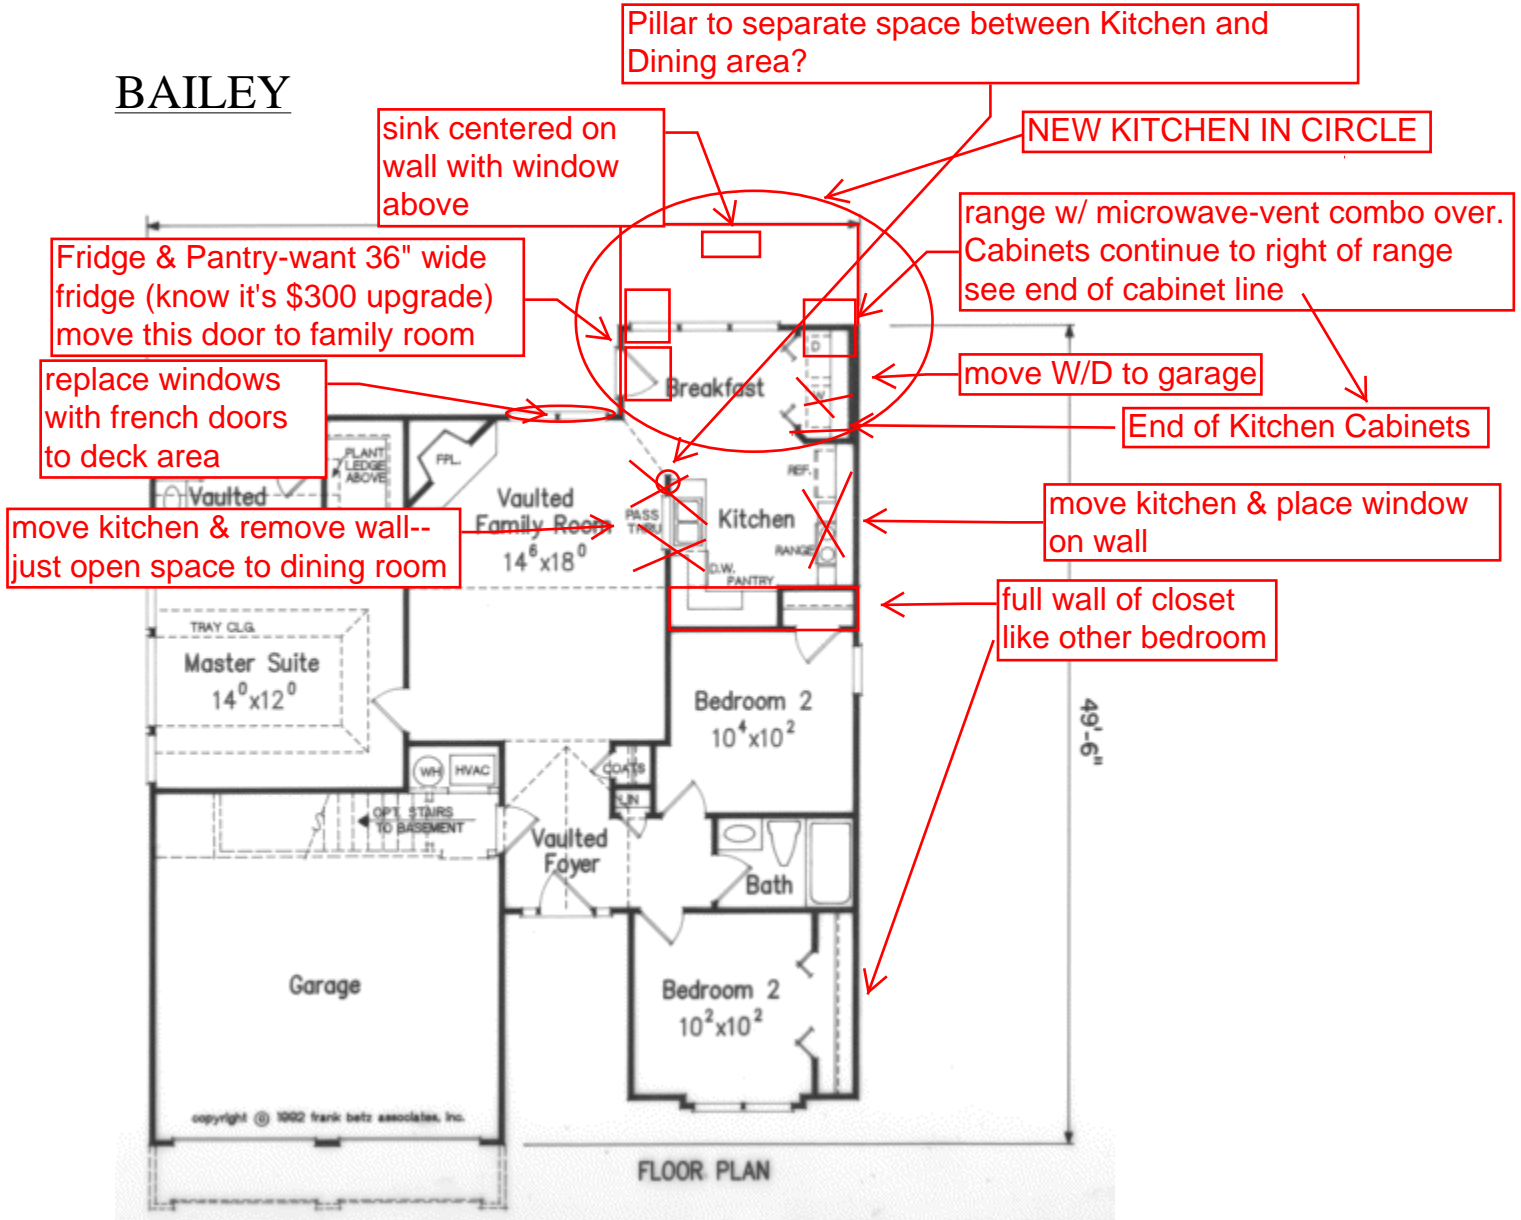 Pillar to separate space between Kitchen and
Dining area?
BAILEY
sink centered on
wall with window
above
NEW KITCHEN IN CIRCLE
range w/ microwave-vent combo over.
Cabinets continue to right of range
see end of cabinet line
Fridge & Pantry-want 36" wide
fridge (know it's $300 upgrade)
move this door to family room
D
Breakfast
W
move W/D to garage
replace windows
with french doors
to deck area
End of Kitchen Cabinets
PLANT
LEDGE
ABOVE
FPL.
REF.
Vaulted
Vaulted
Family Room
14⁶x18⁰
PASS
THRU
Kitchen
RANGE
D.W.
PANTRY
move kitchen & place window
on wall
move kitchen & remove wall--
just open space to dining room
full wall of closet
like other bedroom
TRAY CLG.
Master Suite
14⁰x12⁰
Bedroom 2
10⁴x10²
49'-6"
WH
HVAC
COATS
LIN
OPT. STAIRS
TO BASEMENT
Vaulted
Foyer
Bath
Garage
Bedroom 2
10²x10²
copyright © 1992 frank betz associates, inc.
FLOOR PLAN